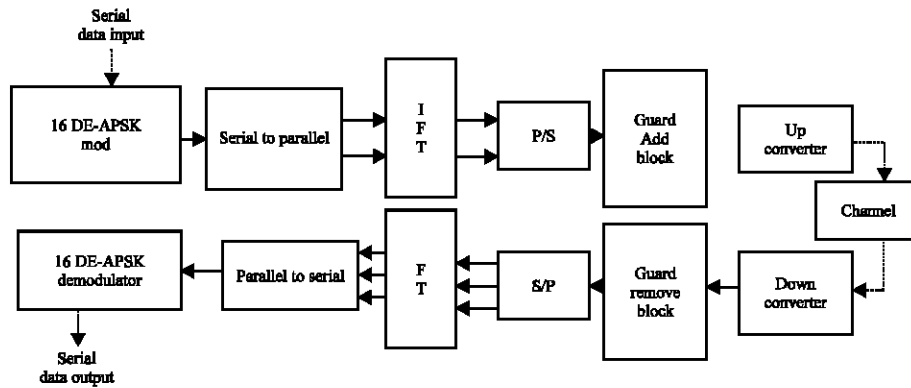 Serial
data input
16 DE-APSK
mod
Serial to parallel
I
F
T
P/S
Guard
Add
block
Up
converter
Channel
16 DE-APSK
demodulator
Parallel to serial
F
T
S/P
Guard
remove
block
Down
converter
Serial
data output